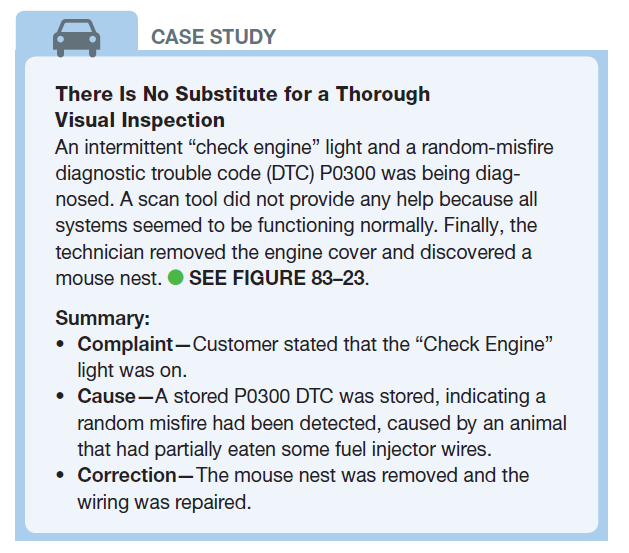 CASE STUDY
There Is No Substitute for a Thorough
Visual Inspection
An intermittent “check engine” light and a random-misfire
diagnostic trouble code (DTC) P0300 was being diag-
nosed. A scan tool did not provide any help because all
systems seemed to be functioning normally. Finally, the
technician removed the engine cover and discovered a
mouse nest. ● SEE FIGURE 83–23.
Summary:
• Complaint—Customer stated that the “Check Engine”
light was on.
• Cause—A stored P0300 DTC was stored, indicating a
random misfire had been detected, caused by an animal
that had partially eaten some fuel injector wires.
• Correction—The mouse nest was removed and the
wiring was repaired.